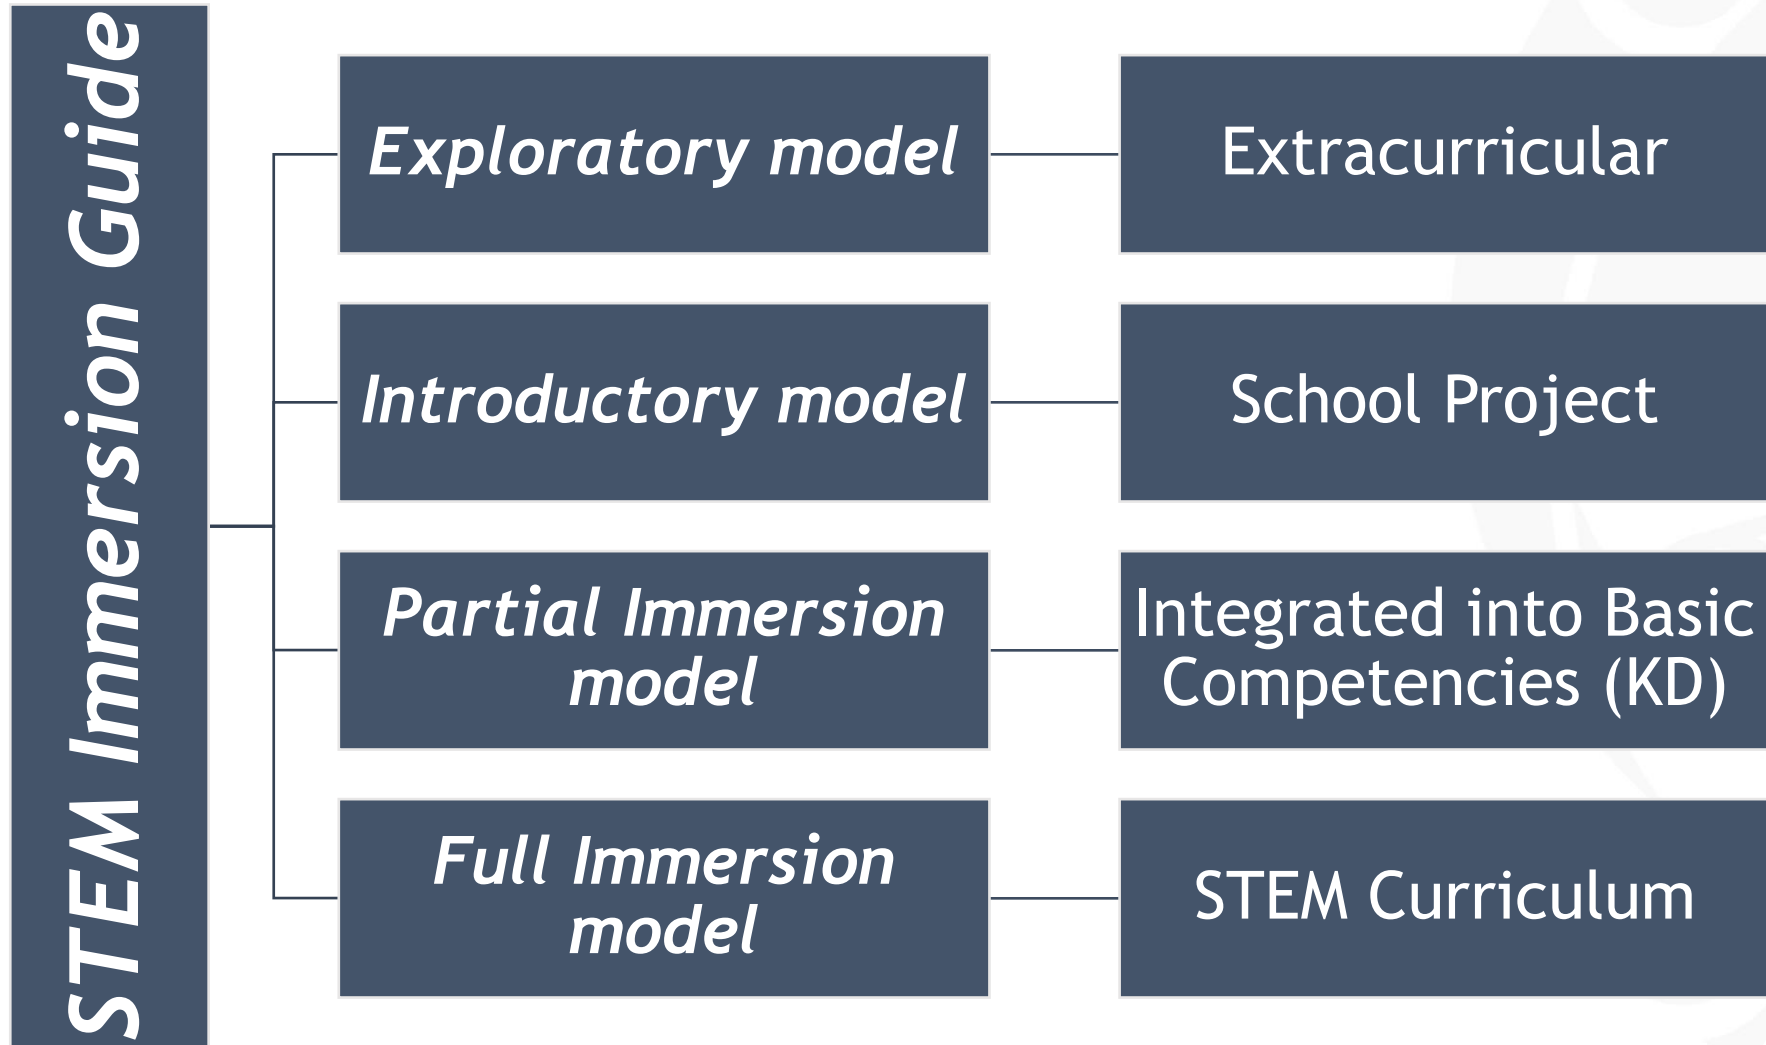 STEM Immersion Guide
Exploratory model
Extracurricular
Introductory model
School Project
Partial Immersion
model
Integrated into Basic
Competencies (KD)
Full Immersion
model
STEM Curriculum